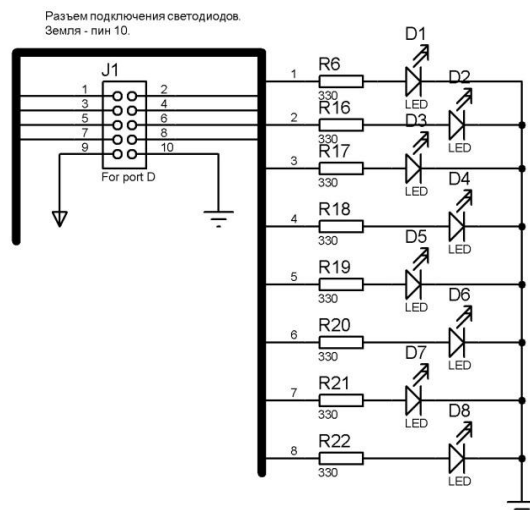 Разъем подключения светодиодов.
Земля - пин 10.
J1
1 2
3 4
5 6
7 8
9 10
For port D
D1
1 R6
330 LED
D2
2 R16
330 LED
D3
3 R17
330 LED
D4
4 R18
330 LED
D5
5 R19
330 LED
D6
6 R20
330 LED
D7
7 R21
330 LED
D8
8 R22
330 LED